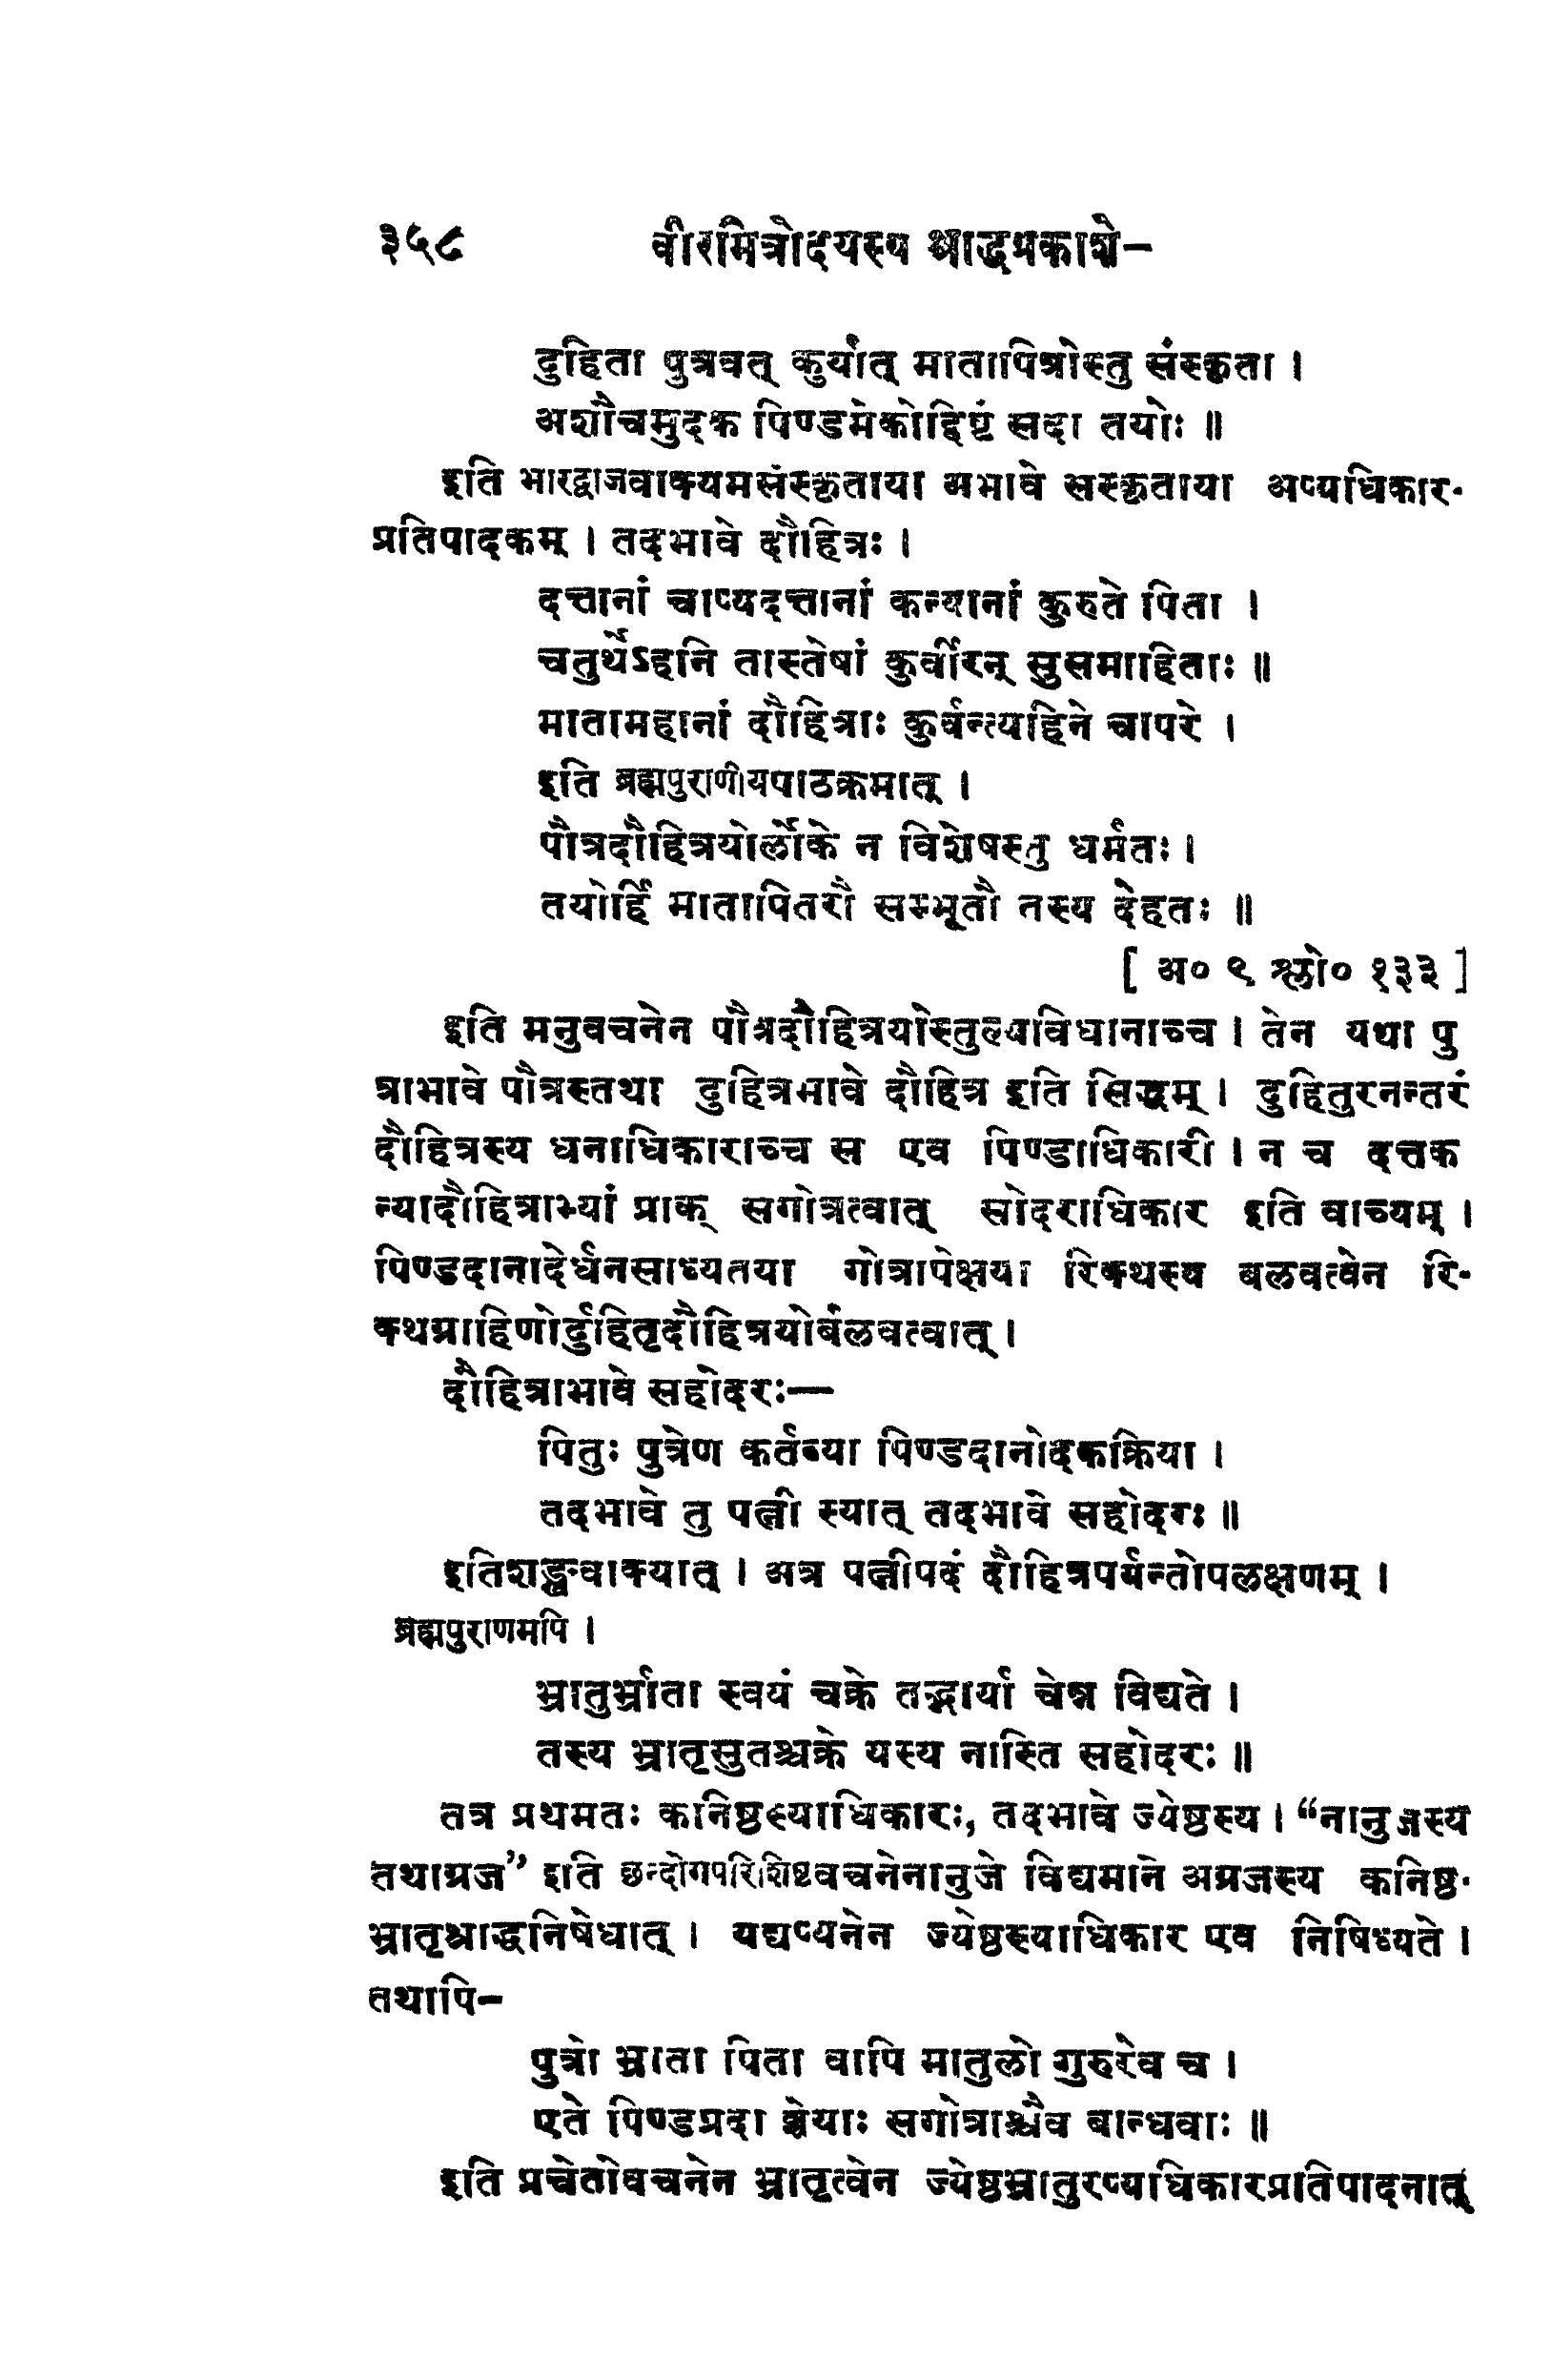 ३५८ वीरमित्रोदयस्य श्राद्धप्रकाशे-
दुहिता पुत्रवत् कुर्यात् मातापित्रोस्तु संस्कृता ।
अशौचमुदक पिण्डमेकोद्दिष्टं सदा तयोः ॥
इति भारद्वाजवाक्यमसंस्कृताया अभावे सस्कृताया अप्यधिकार-
प्रतिपादकम् । तदभावे दौहित्रः ।
दत्तानां चाप्यदत्तानां कन्यानां कुरुते पिता ।
चतुर्थेऽहनि तास्तेषां कुर्वीरन् सुसमाहिताः ॥
मातामहानां दौहित्राः कुर्वन्त्यहिने चापरे ।
इति ब्रह्मपुराणीयपाठक्रमात् ।
पौत्रदौहित्रयोर्लोके न विशेषस्तु धर्मतः ।
तयोर्हि मातापितरौ सम्भूतौ तस्य देहतः ॥
[ अ० ९ श्लो० १३३ ]
इति मनुवचनेन पौत्रदौहित्रयोस्तुल्यविधानाच्च । तेन यथा पु
त्राभावे पौत्रस्तथा दुहित्रभावे दौहित्र इति सिद्धम् । दुहितुरनन्तरं
दौहित्रस्य धनाधिकाराच्च स एव पिण्डाधिकारी । न च दत्तक
न्यादौहित्राभ्यां प्राक् सगोत्रत्वात् सोदराधिकार इति वाच्यम् ।
पिण्डदानादेर्धनसाध्यतया गोत्रापेक्षया रिक्थस्य बलवत्वेन रि-
क्थग्राहिणोर्दुहितृदौहित्रयोर्बलवत्वात् ।
दौहित्राभावे सहोदरः—
पितुः पुत्रेण कर्तव्या पिण्डदानोदकक्रिया ।
तदभावे तु पत्नी स्यात् तदभावे सहोदरः ॥
इतिशङ्खवाक्यात् । अत्र पत्नीपदं दौहित्रपर्यन्तोपलक्षणम् ।
ब्रह्मपुराणमपि ।
भ्रातुर्भ्राता स्वयं चक्रे तद्भार्या चेन्न विद्यते ।
तस्य भ्रातृसुतश्चक्रे यस्य नास्ति सहोदरः ॥
तत्र प्रथमतः कनिष्ठस्याधिकारः, तदभावे ज्येष्ठस्य । “नानुजस्य
तथाग्रज” इति छन्दोगपरिशिष्टवचनेनानुजे विद्यमाने अग्रजस्य कनिष्ठ-
भ्रातृश्राद्धनिषेधात् । यद्यप्यनेन ज्येष्ठस्याधिकार एव निषिध्यते ।
तथापि-
पुत्रो भ्राता पिता वापि मातुलो गुरुरेव च ।
एते पिण्डप्रदा ज्ञेयाः सगोत्राश्चैव बान्धवाः ॥
इति प्रचेतोवचनेन भ्रातृत्वेन ज्येष्ठभ्रातुरप्यधिकारप्रतिपादनात्